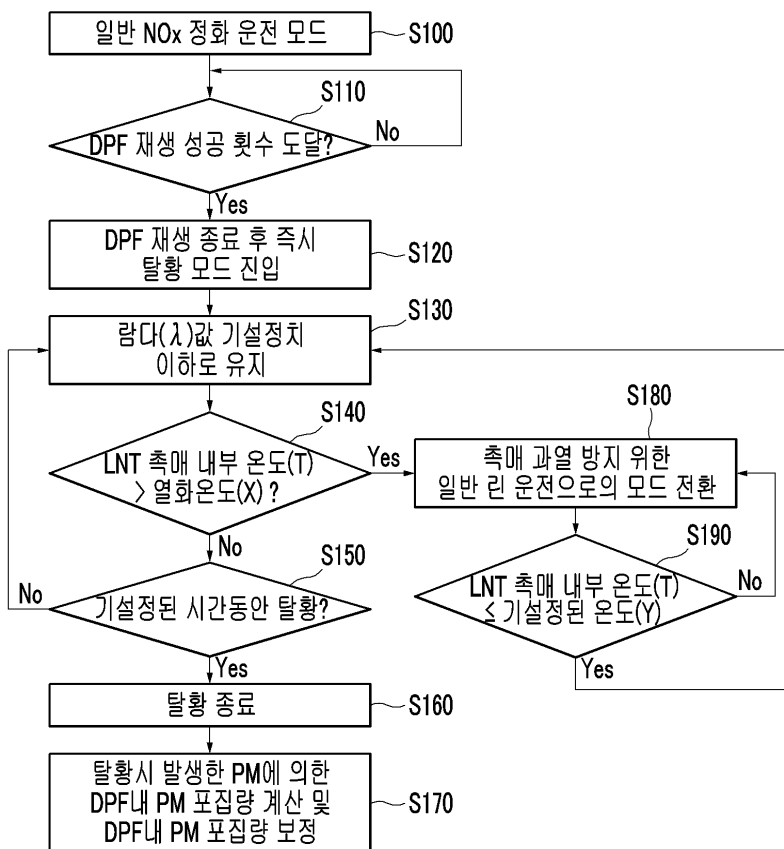 일반 NOx 정화 운전 모드
S100
S110
DPF 재생 성공 횟수 도달?
No
Yes
DPF 재생 종료 후 즉시
탈황 모드 진입
S120
S130
람다(λ)값 기설정치
이하로 유지
S140
LNT 촉매 내부 온도(T)
> 열화온도(X) ?
Yes
No
S180
촉매 과열 방지 위한
일반 린 운전으로의 모드 전환
S190
LNT 촉매 내부 온도(T)
≤ 기설정된 온도(Y)
No
Yes
S150
기설정된 시간동안 탈황?
No
Yes
탈황 종료
S160
탈황시 발생한 PM에 의한
DPF내 PM 포집량 계산 및
DPF내 PM 포집량 보정
S170